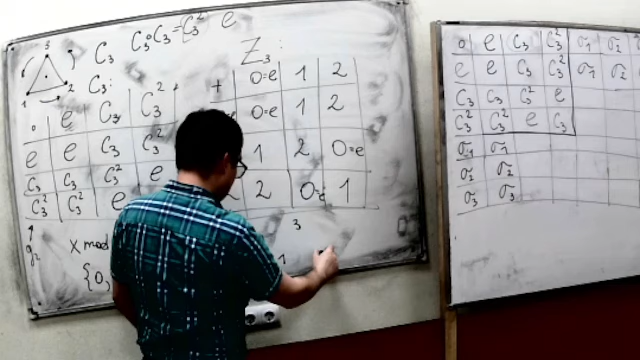 C₃ C₃∘C₃=C₃² e
3
1 2
C₃:
∘ e C₃ C₃²
e e C₃ C₃²
C₃ C₃ C₃² e
C₃² C₃² e
X mod
{0,
Z₃:
+ 0=e 1 2
0=e 1 2
1 2 0=e
2 0=e 1
3
1
∘ e C₃ C₃² σ₁ σ₂
e e C₃ C₃² σ₁ σ₂
C₃ C₃ C₃² e
C₃² C₃² e C₃
σ₁ σ₁
σ₂ σ₂
σ₃ σ₃